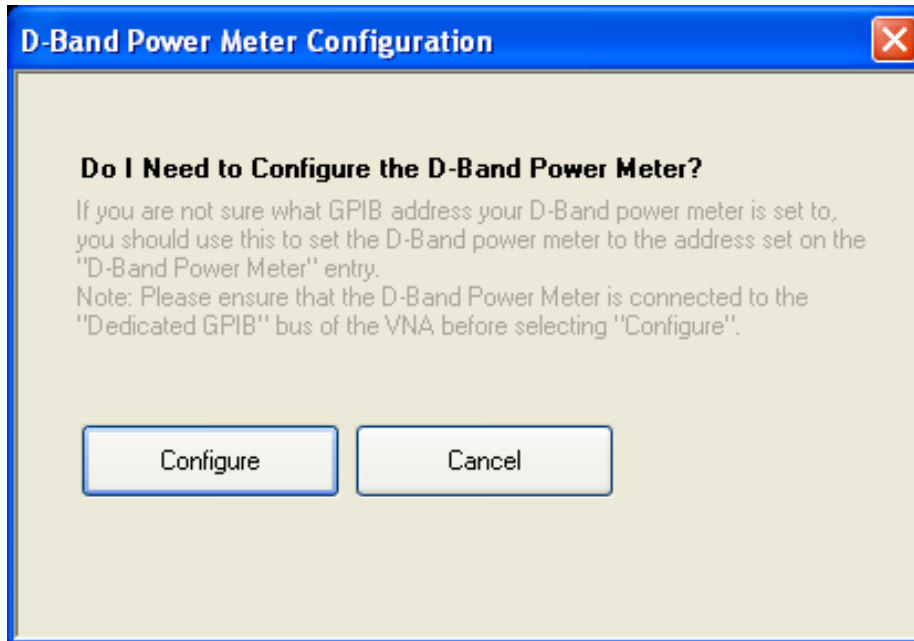 D-Band Power Meter Configuration
Do I Need to Configure the D-Band Power Meter?
If you are not sure what GPIB address your D-Band power meter is set to,
you should use this to set the D-Band power meter to the address set on the
"D-Band Power Meter" entry.
Note: Please ensure that the D-Band Power Meter is connected to the
"Dedicated GPIB" bus of the VNA before selecting "Configure".
Configure
Cancel